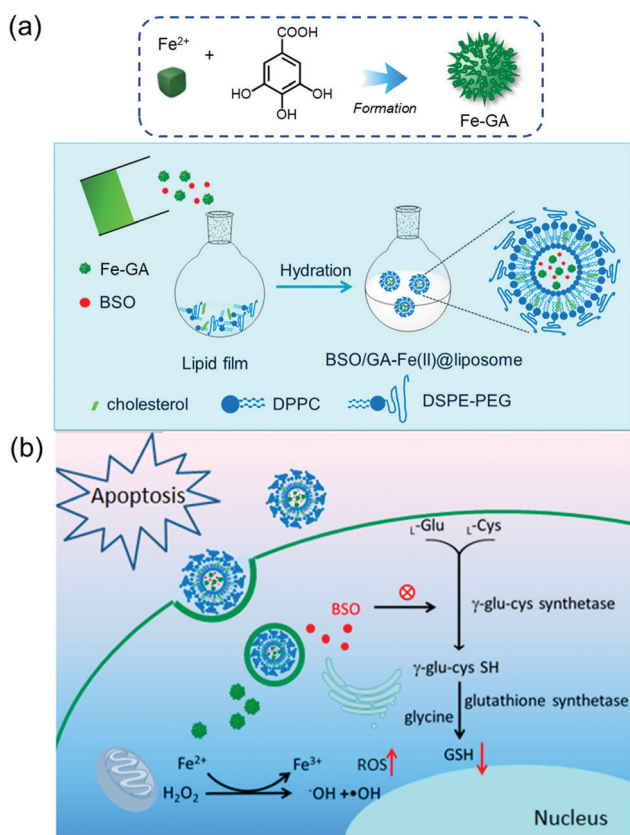 (a)
Fe²⁺
+
COOH
HO
OH
OH
Formation
Fe-GA
Fe-GA
BSO
Hydration
Lipid film
BSO/GA-Fe(II)@liposome
cholesterol
DPPC
DSPE-PEG
(b)
Apoptosis
L-Glu L-Cys
BSO
γ-glu-cys synthetase
γ-glu-cys SH
glutathione synthetase
glycine
GSH
Fe²⁺ Fe³⁺ ROS
H₂O₂ ⁻OH +•OH
Nucleus